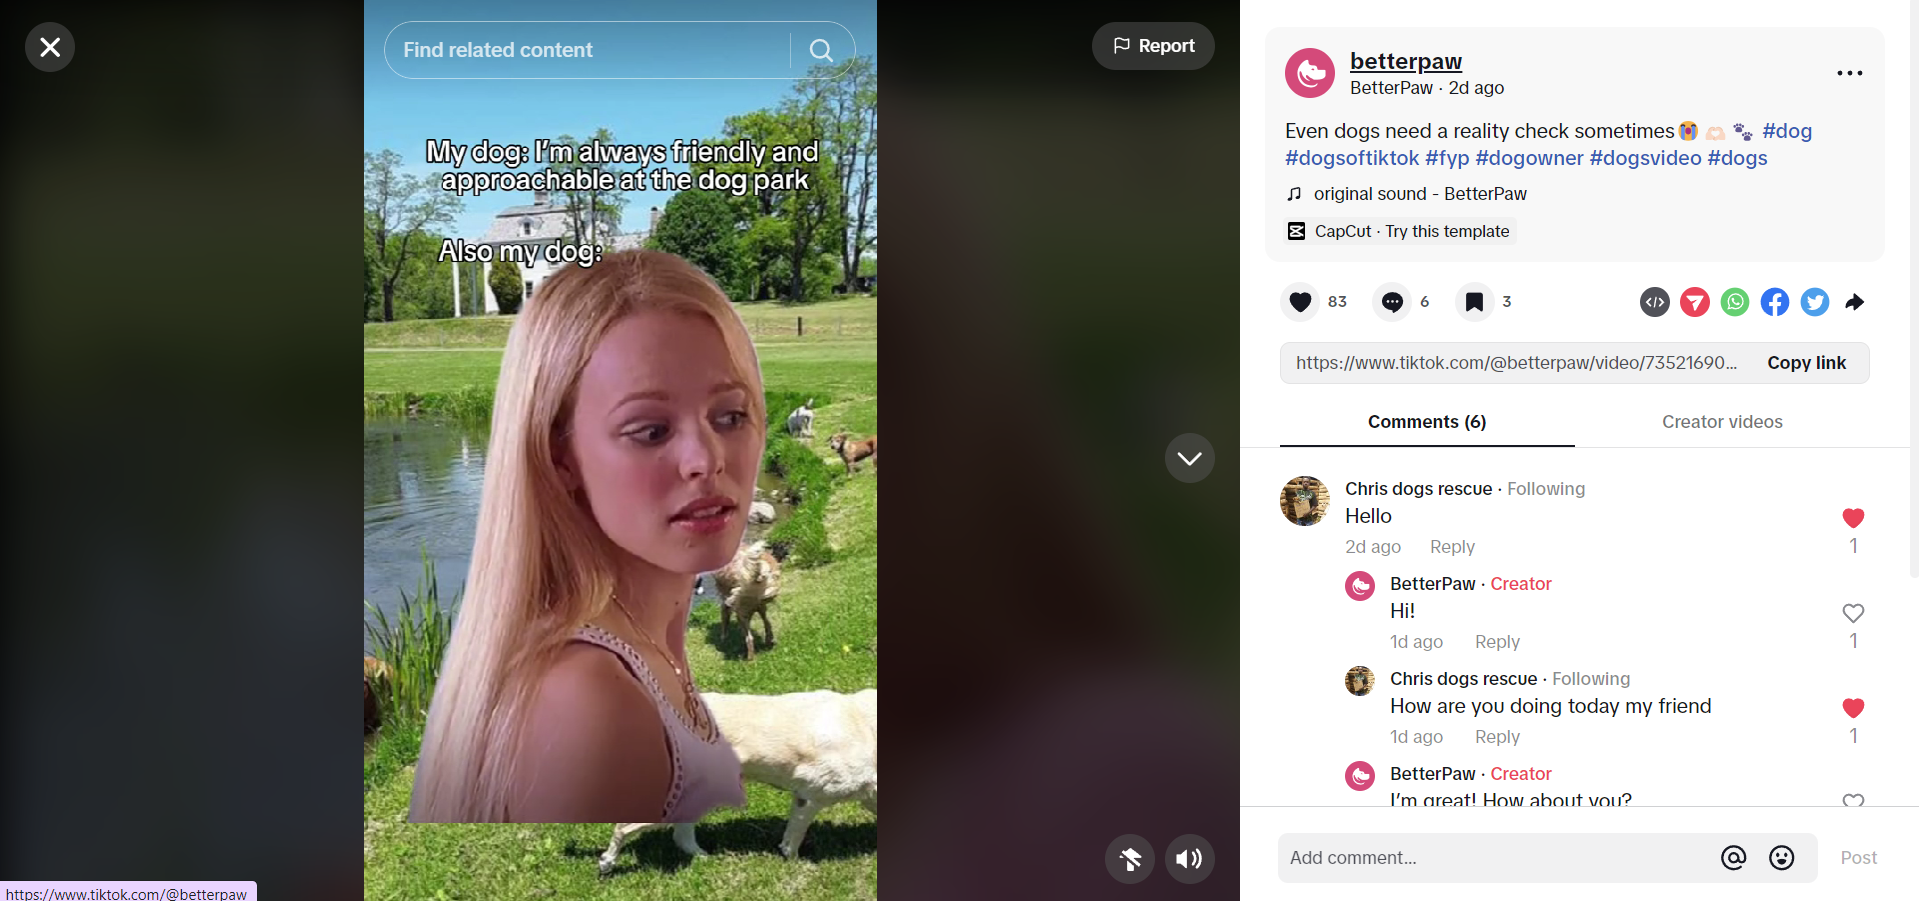 Find related content
Report
My dog: I'm always friendly and
approachable at the dog park
Also my dog:
https://www.tiktok.com/@betterpaw
betterpaw
BetterPaw · 2d ago
Even dogs need a reality check sometimes😭 🫶🏻 🐾 #dog
#dogsoftiktok #fyp #dogowner #dogsvideo #dogs
original sound - BetterPaw
CapCut · Try this template
83
6
3
https://www.tiktok.com/@betterpaw/video/73521690...
Copy link
Comments (6)
Creator videos
Chris dogs rescue · Following
Hello
2d ago Reply
1
BetterPaw · Creator
Hi!
1d ago Reply
1
Chris dogs rescue · Following
How are you doing today my friend
1d ago Reply
1
BetterPaw · Creator
I'm great! How about you?
Add comment...
Post